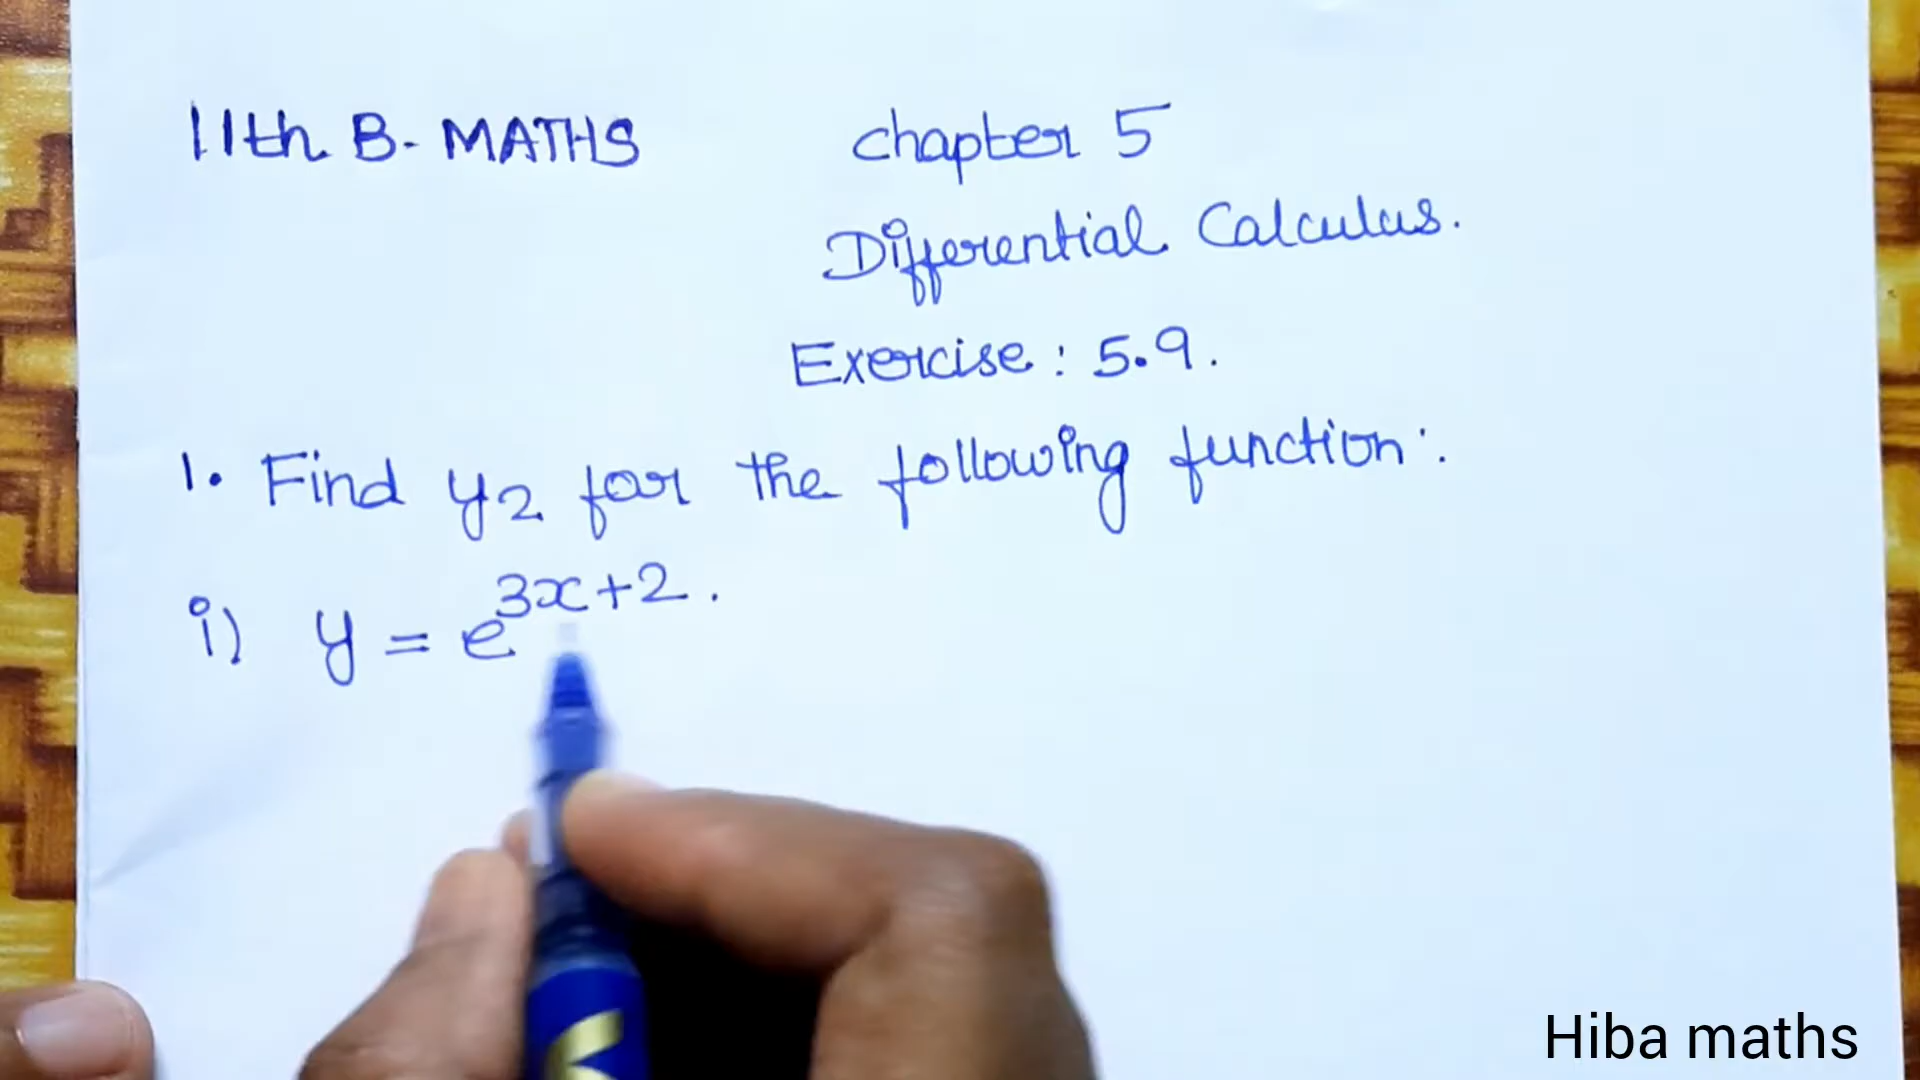 11th B. MATHS chapter 5
Differential Calculus.
Exercise : 5.9.
1. Find y2 for the following function :
i) y = e^3x+2.
Hiba maths